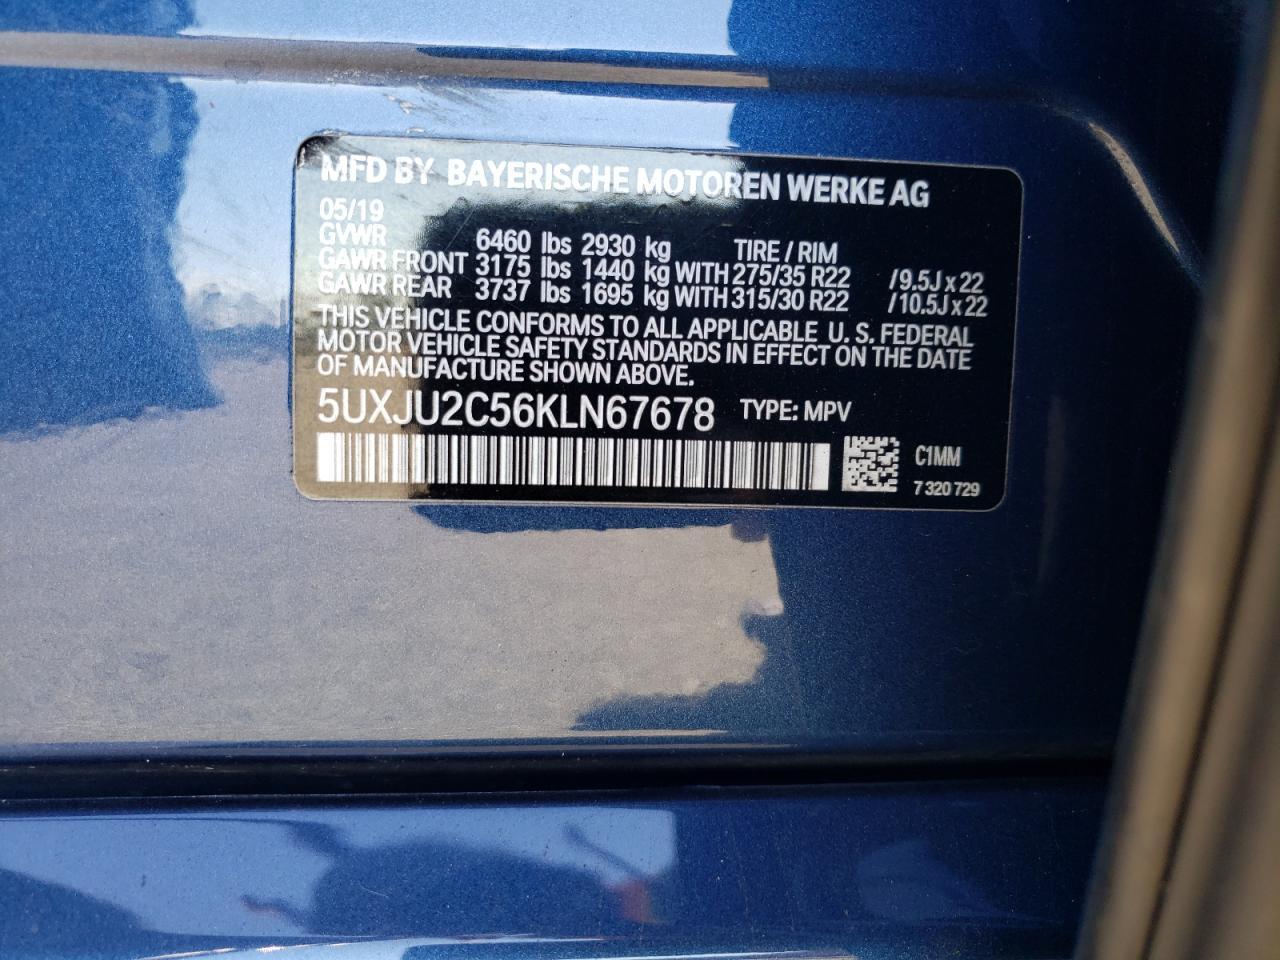 MFD BY BAYERISCHE MOTOREN WERKE AG
05/19
GVWR 6460 lbs 2930 kg TIRE / RIM
GAWR FRONT 3175 lbs 1440 kg WITH 275/35 R22 /9.5J x 22
GAWR REAR 3737 lbs 1695 kg WITH 315/30 R22 /10.5J x 22
THIS VEHICLE CONFORMS TO ALL APPLICABLE U. S. FEDERAL
MOTOR VEHICLE SAFETY STANDARDS IN EFFECT ON THE DATE
OF MANUFACTURE SHOWN ABOVE.
5UXJU2C56KLN67678 TYPE: MPV
C1MM
7 320 729